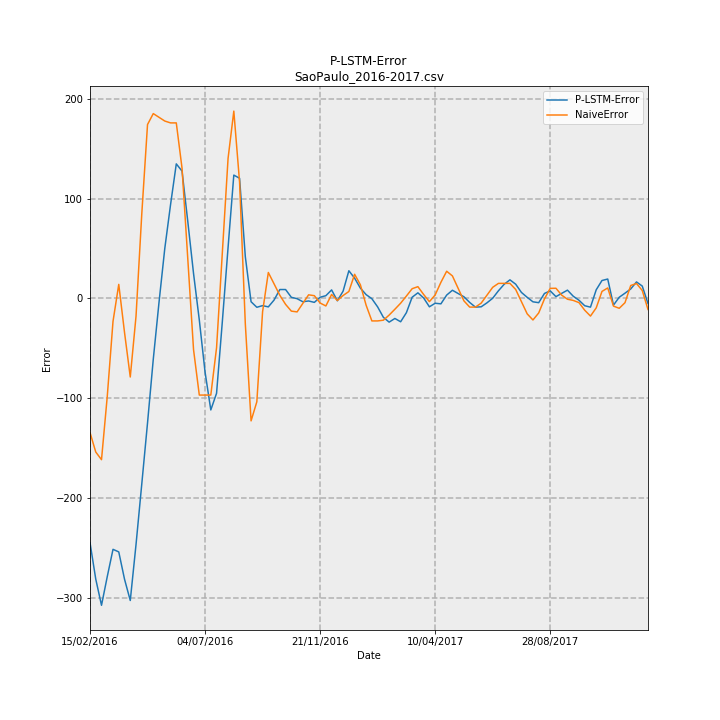 P-LSTM-Error
SaoPaulo_2016-2017.csv
P-LSTM-Error
NaiveError
200
100
0
−100
−200
−300
Error
15/02/2016
04/07/2016
21/11/2016
10/04/2017
28/08/2017
Date